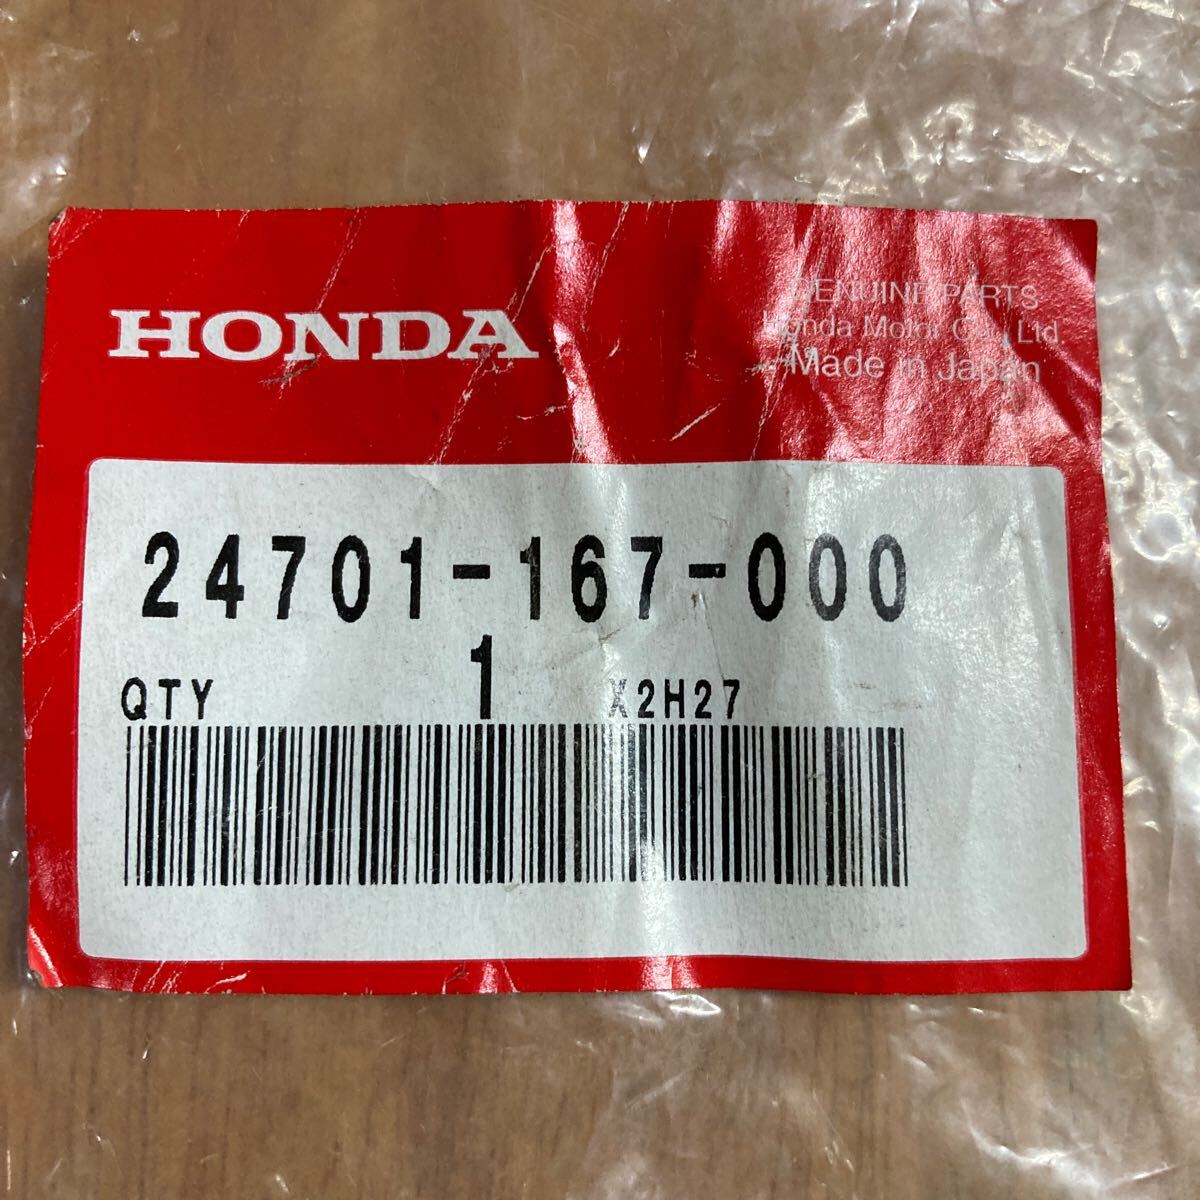 HONDA
GENUINE PARTS
Honda Motor Co., Ltd
Made in Japan
24701-167-000
QTY 1 X2H27